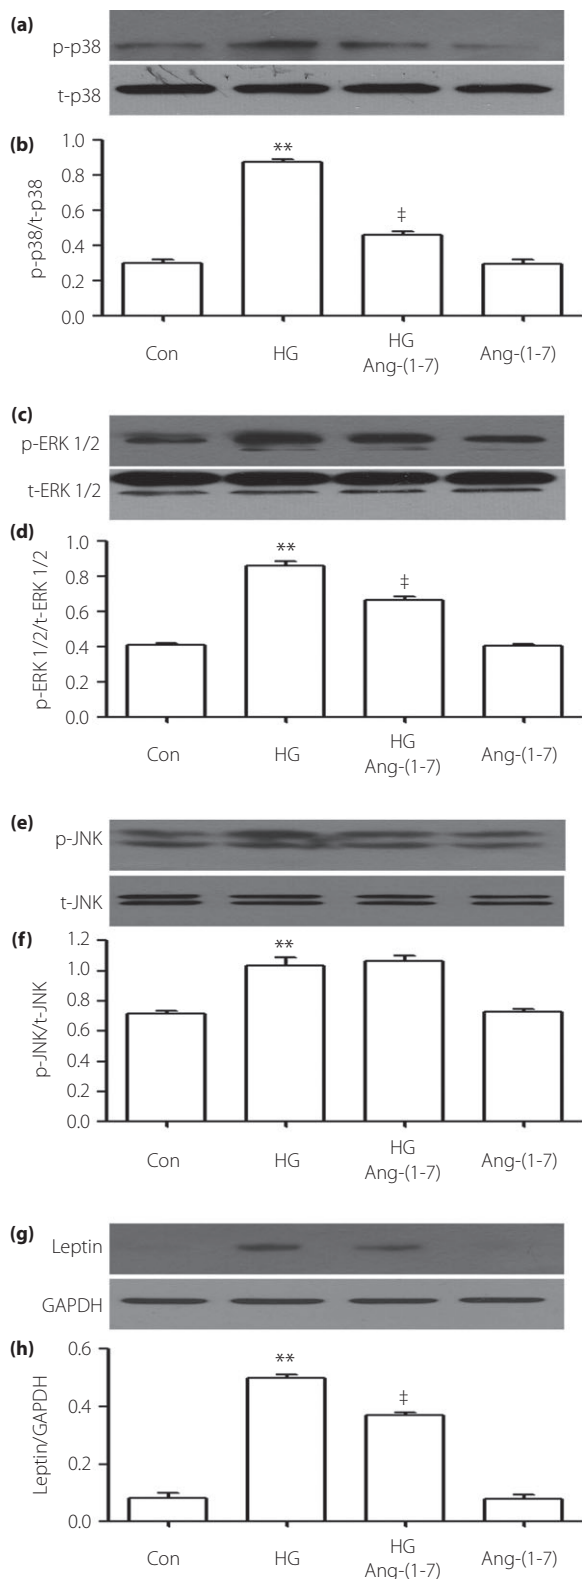 (a)
p-p38
t-p38
(b)
1.0
0.8
0.6
0.4
0.2
0.0
p-p38/t-p38
**
‡
Con
HG
HG
Ang-(1-7)
Ang-(1-7)
(c)
p-ERK 1/2
t-ERK 1/2
(d)
1.0
0.8
0.6
0.4
0.2
0.0
p-ERK 1/2/t-ERK 1/2
**
‡
Con
HG
HG
Ang-(1-7)
Ang-(1-7)
(e)
p-JNK
t-JNK
(f)
1.2
1.0
0.8
0.6
0.4
0.2
0.0
p-JNK/t-JNK
**
Con
HG
HG
Ang-(1-7)
Ang-(1-7)
(g)
Leptin
GAPDH
(h)
0.6
0.4
0.2
0.0
Leptin/GAPDH
**
‡
Con
HG
HG
Ang-(1-7)
Ang-(1-7)